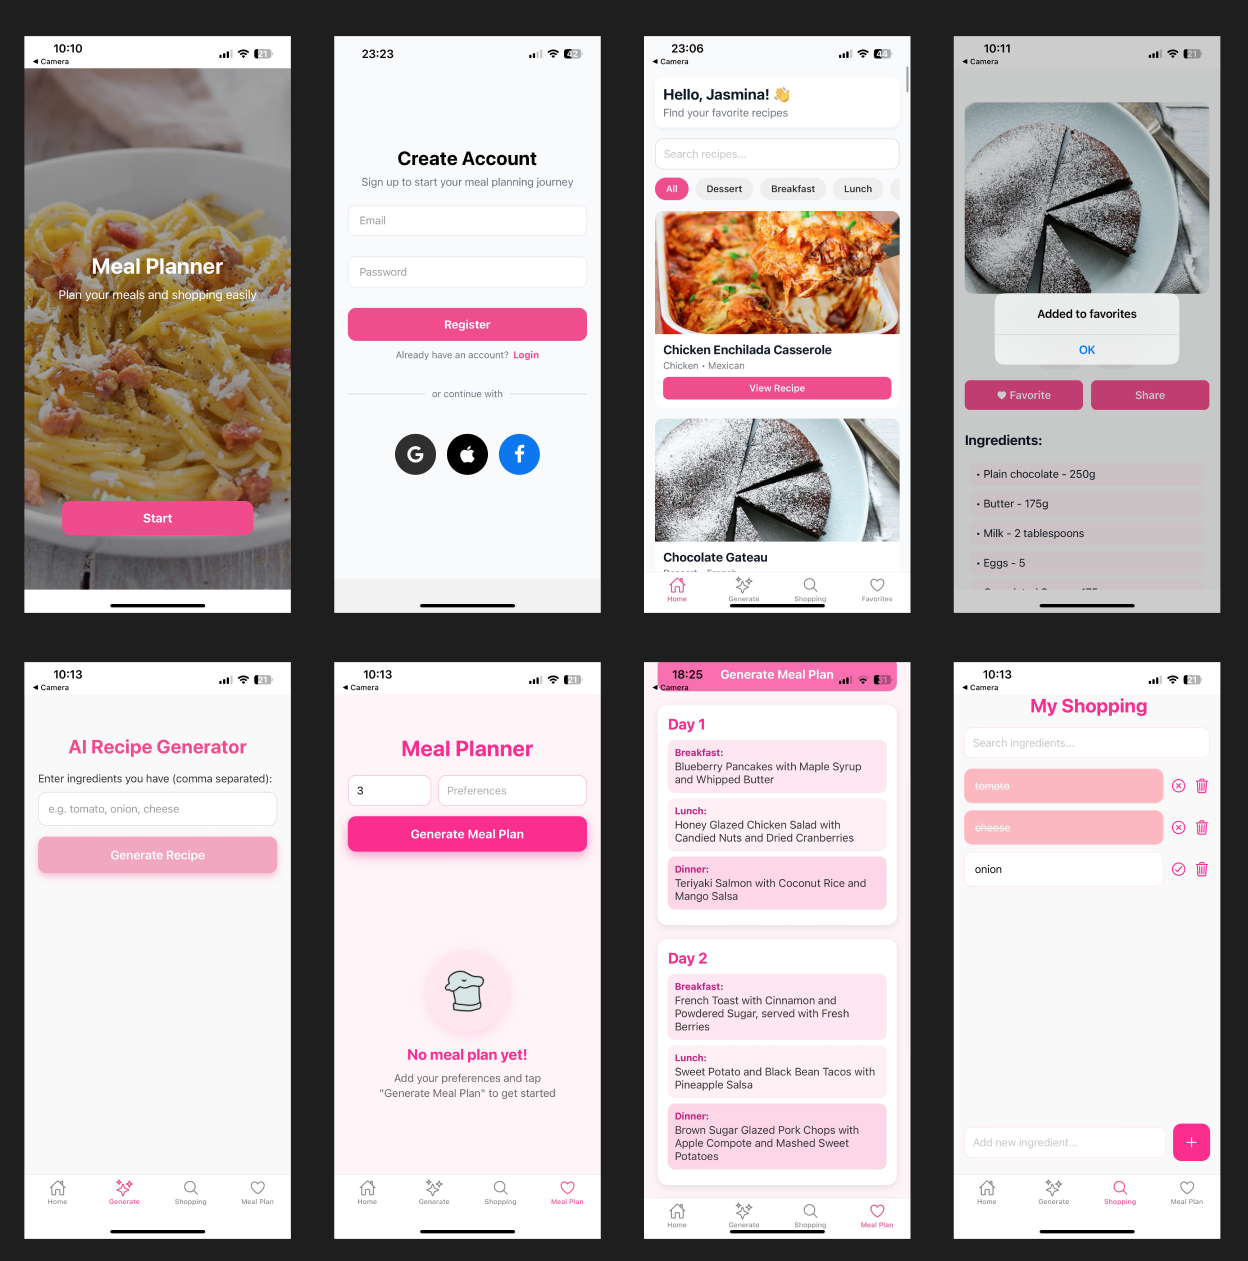 10:10
21
◀ Camera
Meal Planner
Plan your meals and shopping easily
Start
23:23
42
Create Account
Sign up to start your meal planning journey
Email
Password
Register
Already have an account? Login
or continue with
G
f
23:06
44
◀ Camera
Hello, Jasmina! 👋
Find your favorite recipes
Search recipes...
All
Dessert
Breakfast
Lunch
Chicken Enchilada Casserole
Chicken • Mexican
View Recipe
Chocolate Gateau
Dessert • French
Home
Generate
Shopping
Favorites
10:11
21
◀ Camera
Added to favorites
OK
Favorite
Share
Ingredients:
• Plain chocolate - 250g
• Butter - 175g
• Milk - 2 tablespoons
• Eggs - 5
10:13
21
◀ Camera
AI Recipe Generator
Enter ingredients you have (comma separated):
e.g. tomato, onion, cheese
Generate Recipe
Home
Generate
Shopping
Meal Plan
10:13
21
◀ Camera
Meal Planner
3
Preferences
Generate Meal Plan
No meal plan yet!
Add your preferences and tap
"Generate Meal Plan" to get started
Home
Generate
Shopping
Meal Plan
18:25
Generate Meal Plan
◀ Camera
Day 1
Breakfast:
Blueberry Pancakes with Maple Syrup
and Whipped Butter
Lunch:
Honey Glazed Chicken Salad with
Candied Nuts and Dried Cranberries
Dinner:
Teriyaki Salmon with Coconut Rice and
Mango Salsa
Day 2
Breakfast:
French Toast with Cinnamon and
Powdered Sugar, served with Fresh
Berries
Lunch:
Sweet Potato and Black Bean Tacos with
Pineapple Salsa
Dinner:
Brown Sugar Glazed Pork Chops with
Apple Compote and Mashed Sweet
Potatoes
Home
Generate
Shopping
Meal Plan
10:13
21
◀ Camera
My Shopping
Search ingredients...
tomato
cheese
onion
Add new ingredient...
+
Home
Generate
Shopping
Meal Plan